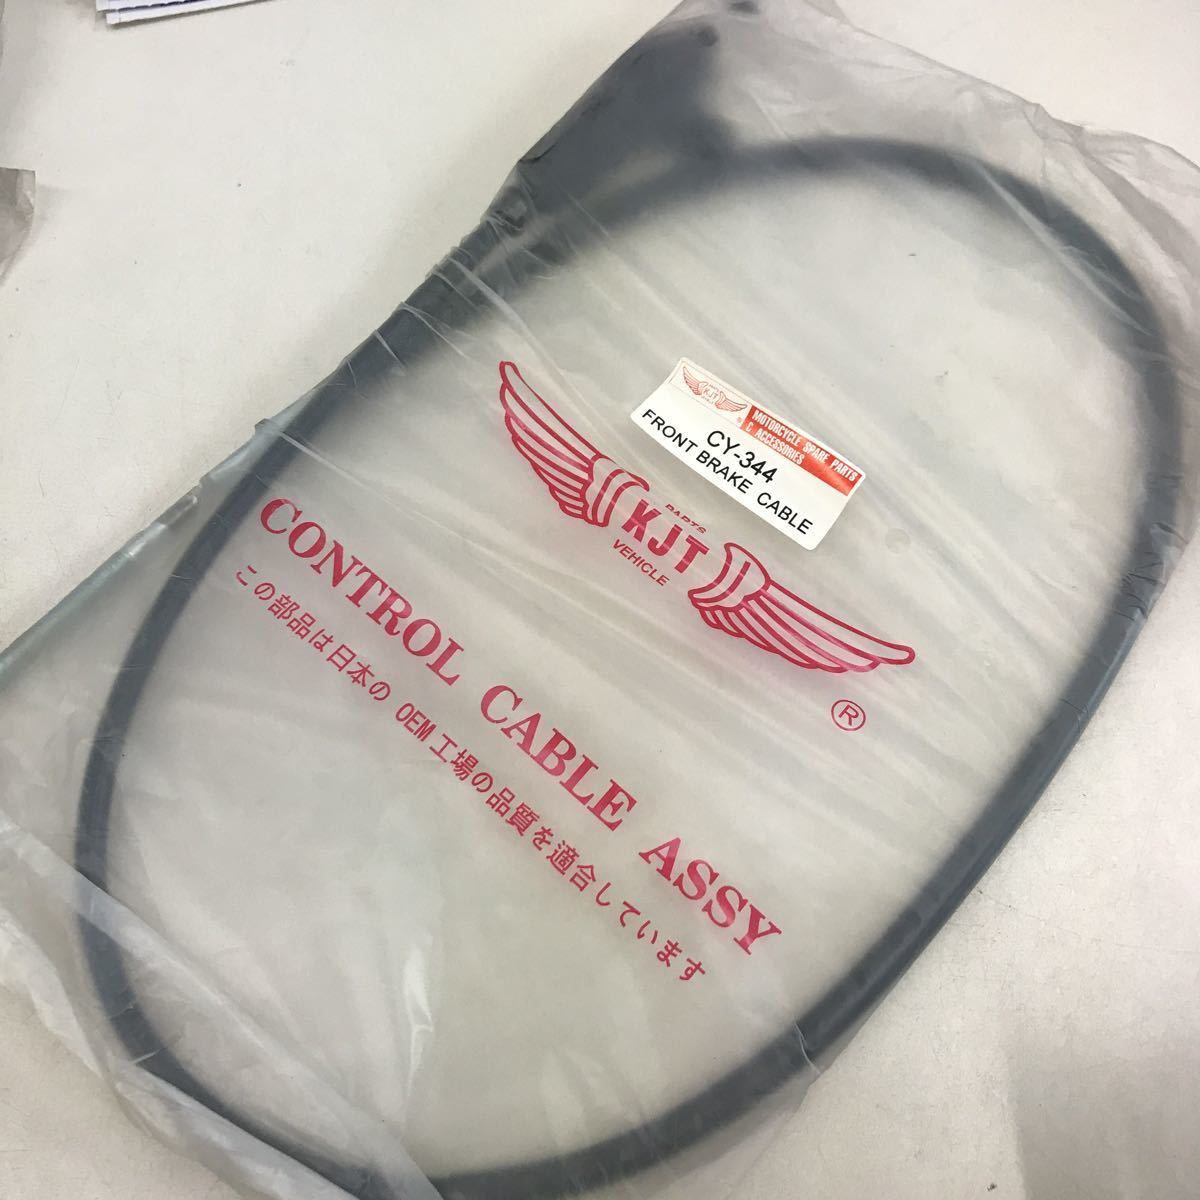 KJT
MOTORCYCLE SPARE PARTS
& ACCESSORIES
CY-344
FRONT BRAKE CABLE
PARTS
KJT
VEHICLE
®
CONTROL CABLE ASSY
この部品は日本の OEM工場の品質を適合しています